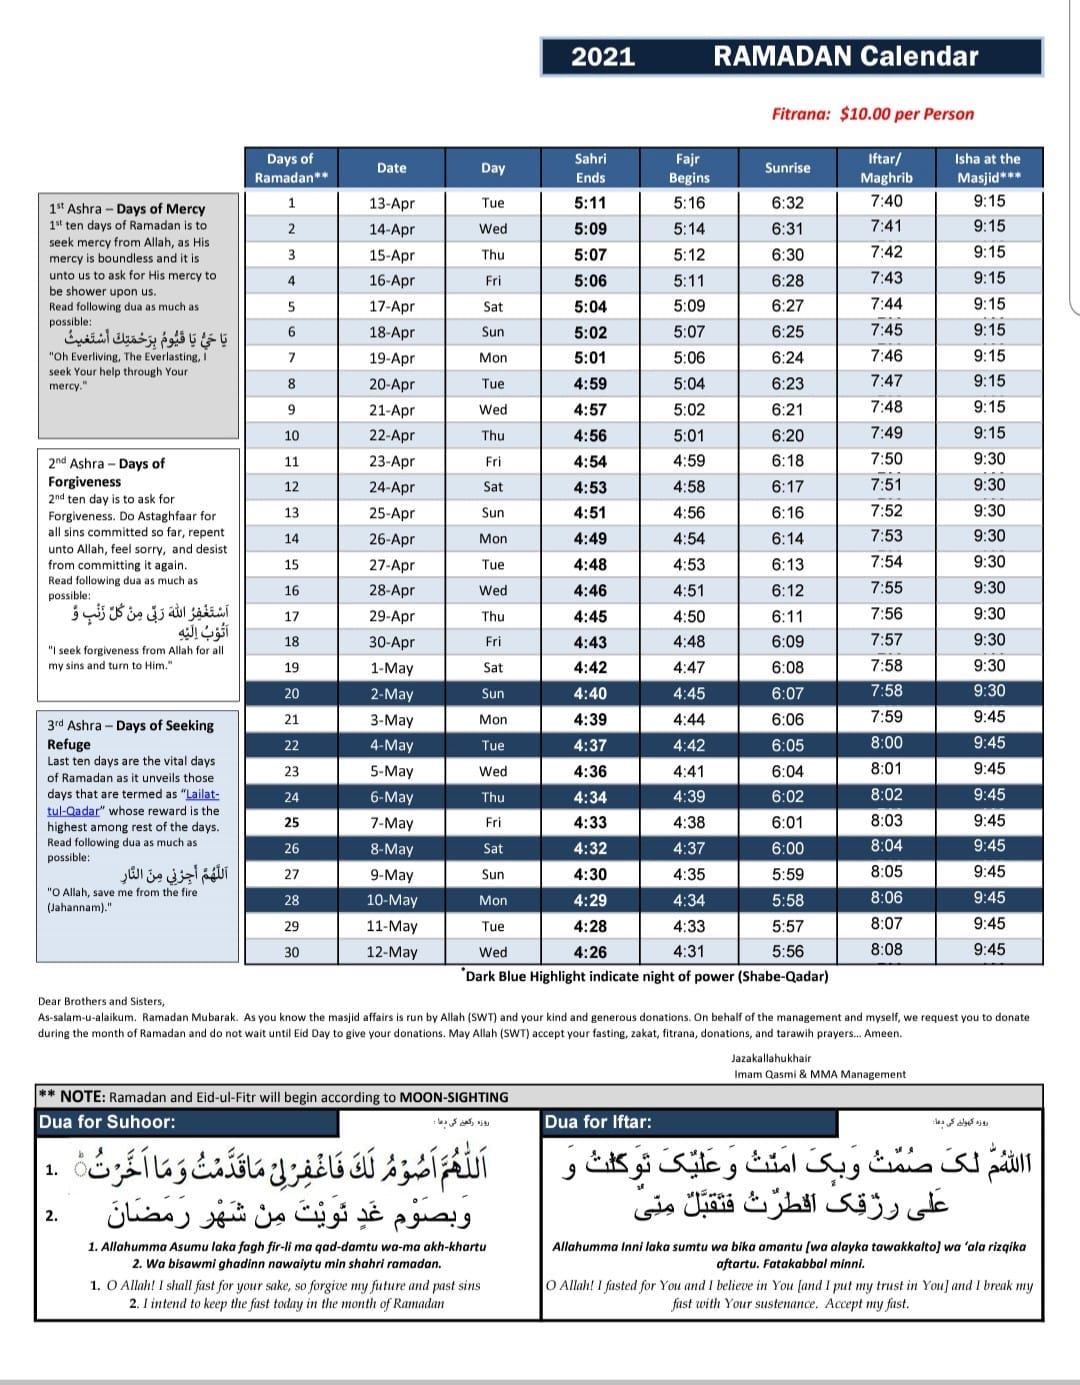 2021 RAMADAN Calendar
Fitrana: $10.00 per Person
Days of Ramadan** Date Day Sahri Ends Fajr Begins Sunrise Iftar/ Maghrib Isha at the Masjid***
1 13-Apr Tue 5:11 5:16 6:32 7:40 9:15
2 14-Apr Wed 5:09 5:14 6:31 7:41 9:15
3 15-Apr Thu 5:07 5:12 6:30 7:42 9:15
4 16-Apr Fri 5:06 5:11 6:28 7:43 9:15
5 17-Apr Sat 5:04 5:09 6:27 7:44 9:15
6 18-Apr Sun 5:02 5:07 6:25 7:45 9:15
7 19-Apr Mon 5:01 5:06 6:24 7:46 9:15
8 20-Apr Tue 4:59 5:04 6:23 7:47 9:15
9 21-Apr Wed 4:57 5:02 6:21 7:48 9:15
10 22-Apr Thu 4:56 5:01 6:20 7:49 9:15
11 23-Apr Fri 4:54 4:59 6:18 7:50 9:30
12 24-Apr Sat 4:53 4:58 6:17 7:51 9:30
13 25-Apr Sun 4:51 4:56 6:16 7:52 9:30
14 26-Apr Mon 4:49 4:54 6:14 7:53 9:30
15 27-Apr Tue 4:48 4:53 6:13 7:54 9:30
16 28-Apr Wed 4:46 4:51 6:12 7:55 9:30
17 29-Apr Thu 4:45 4:50 6:11 7:56 9:30
18 30-Apr Fri 4:43 4:48 6:09 7:57 9:30
19 1-May Sat 4:42 4:47 6:08 7:58 9:30
20 2-May Sun 4:40 4:45 6:07 7:58 9:30
21 3-May Mon 4:39 4:44 6:06 7:59 9:45
22 4-May Tue 4:37 4:42 6:05 8:00 9:45
23 5-May Wed 4:36 4:41 6:04 8:01 9:45
24 6-May Thu 4:34 4:39 6:02 8:02 9:45
25 7-May Fri 4:33 4:38 6:01 8:03 9:45
26 8-May Sat 4:32 4:37 6:00 8:04 9:45
27 9-May Sun 4:30 4:35 5:59 8:05 9:45
28 10-May Mon 4:29 4:34 5:58 8:06 9:45
29 11-May Tue 4:28 4:33 5:57 8:07 9:45
30 12-May Wed 4:26 4:31 5:56 8:08 9:45
*Dark Blue Highlight indicate night of power (Shabe-Qadar)
1st Ashra – Days of Mercy
1st ten days of Ramadan is to
seek mercy from Allah, as His
mercy is boundless and it is
unto us to ask for His mercy to
be shower upon us.
Read following dua as much as
possible:
يَا حَيُّ يَا قَيُّومُ بِرَحْمَتِكَ أَسْتَغيثُ
"Oh Everliving, The Everlasting, I
seek Your help through Your
mercy."
2nd Ashra – Days of
Forgiveness
2nd ten day is to ask for
Forgiveness. Do Astaghfaar for
all sins committed so far, repent
unto Allah, feel sorry, and desist
from committing it again.
Read following dua as much as
possible:
اَسْتَغْفِرُ اللهَ رَبِّى مِنْ كُلِّ ذَنْبٍ وَّ
اَتُوْبُ اِلَيْهِ
"I seek forgiveness from Allah for all
my sins and turn to Him."
3rd Ashra – Days of Seeking
Refuge
Last ten days are the vital days
of Ramadan as it unveils those
days that are termed as "Lailat-
tul-Qadar" whose reward is the
highest among rest of the days.
Read following dua as much as
possible:
اَللَّهُمَّ أَجِرْنِي مِنَ النَّارِ
"O Allah, save me from the fire
(Jahannam)."
Dear Brothers and Sisters,
As-salam-u-alaikum. Ramadan Mubarak. As you know the masjid affairs is run by Allah (SWT) and your kind and generous donations. On behalf of the management and myself, we request you to donate
during the month of Ramadan and do not wait until Eid Day to give your donations. May Allah (SWT) accept your fasting, zakat, fitrana, donations, and tarawih prayers... Ameen.
Jazakallahukhair
Imam Qasmi & MMA Management
** NOTE: Ramadan and Eid-ul-Fitr will begin according to MOON-SIGHTING
Dua for Suhoor: روزہ رکھنے کی دعا:
1. اَللّٰهُمَّ اَصُوْمُ لَكَ فَاغْفِرْلِىْ مَاقَدَّمْتُ وَمَا اَخَّرْتُ
2. وَبِصَوْمِ غَدٍ نَّوَيْتَ مِنْ شَهْرِ رَمَضَانَ
1. Allahumma Asumu laka fagh fir-li ma qad-damtu wa-ma akh-khartu
2. Wa bisawmi ghadinn nawaiytu min shahri ramadan.
1. O Allah! I shall fast for your sake, so forgive my future and past sins
2. I intend to keep the fast today in the month of Ramadan
Dua for Iftar: روزہ کھولنے کی دعا:
اللهُمَّ لَکَ صُمْتُ وَبِکَ امَنْتُ وَعَلَيْکَ تَوَکَّلْتُ وَ
عَلى رِزْقِکَ اَفْطَرْتُ فَتَقَبَّلْ مِنِّى
Allahumma Inni laka sumtu wa bika amantu [wa alayka tawakkalto] wa 'ala rizqika
aftartu. Fatakabbal minni.
O Allah! I fasted for You and I believe in You [and I put my trust in You] and I break my
fast with Your sustenance. Accept my fast.